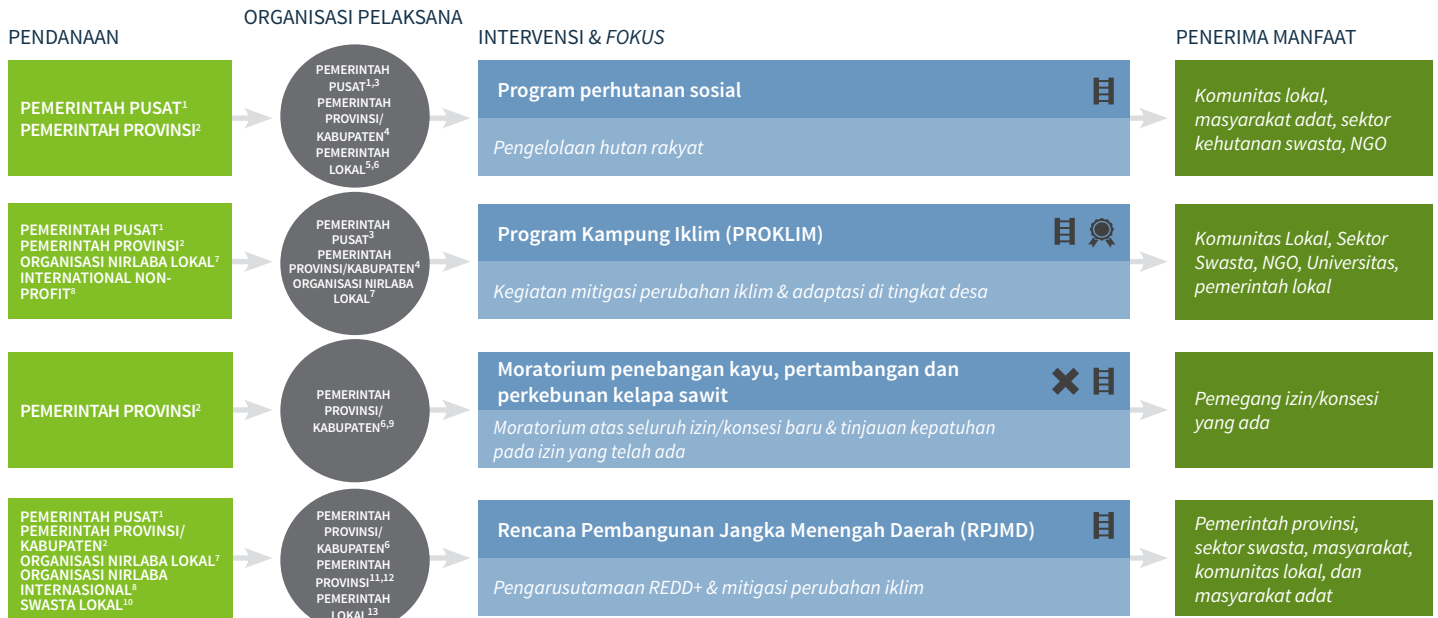 ORGANISASI PELAKSANA
PENDANAAN
INTERVENSI & FOKUS
PENERIMA MANFAAT
PEMERINTAH PUSAT¹
PEMERINTAH PROVINSI²
PEMERINTAH
PUSAT¹,³
PEMERINTAH
PROVINSI/
KABUPATEN⁴
PEMERINTAH
LOKAL⁵,⁶
Program perhutanan sosial
Pengelolaan hutan rakyat
Komunitas lokal,
masyarakat adat, sektor
kehutanan swasta, NGO
PEMERINTAH PUSAT¹
PEMERINTAH PROVINSI²
ORGANISASI NIRLABA LOKAL⁷
INTERNATIONAL NON-
PROFIT⁸
PEMERINTAH
PUSAT³
PEMERINTAH
PROVINSI/KABUPATEN⁴
ORGANISASI NIRLABA
LOKAL⁷
Program Kampung Iklim (PROKLIM)
Kegiatan mitigasi perubahan iklim & adaptasi di tingkat desa
Komunitas Lokal, Sektor
Swasta, NGO, Universitas,
pemerintah lokal
PEMERINTAH PROVINSI²
PEMERINTAH
PROVINSI/
KABUPATEN⁶,⁹
Moratorium penebangan kayu, pertambangan dan
perkebunan kelapa sawit
Moratorium atas seluruh izin/konsesi baru & tinjauan kepatuhan
pada izin yang telah ada
Pemegang izin/konsesi
yang ada
PEMERINTAH PUSAT¹
PEMERINTAH PROVINSI/
KABUPATEN²
ORGANISASI NIRLABA LOKAL⁷
ORGANISASI NIRLABA
INTERNASIONAL⁸
SWASTA LOKAL¹⁰
PEMERINTAH
PROVINSI/
KABUPATEN⁶
PEMERINTAH
PROVINSI¹¹,¹²
PEMERINTAH
LOKAL¹³
Rencana Pembangunan Jangka Menengah Daerah (RPJMD)
Pengarusutamaan REDD+ & mitigasi perubahan iklim
Pemerintah provinsi,
sektor swasta, masyarakat,
komunitas lokal, dan
masyarakat adat